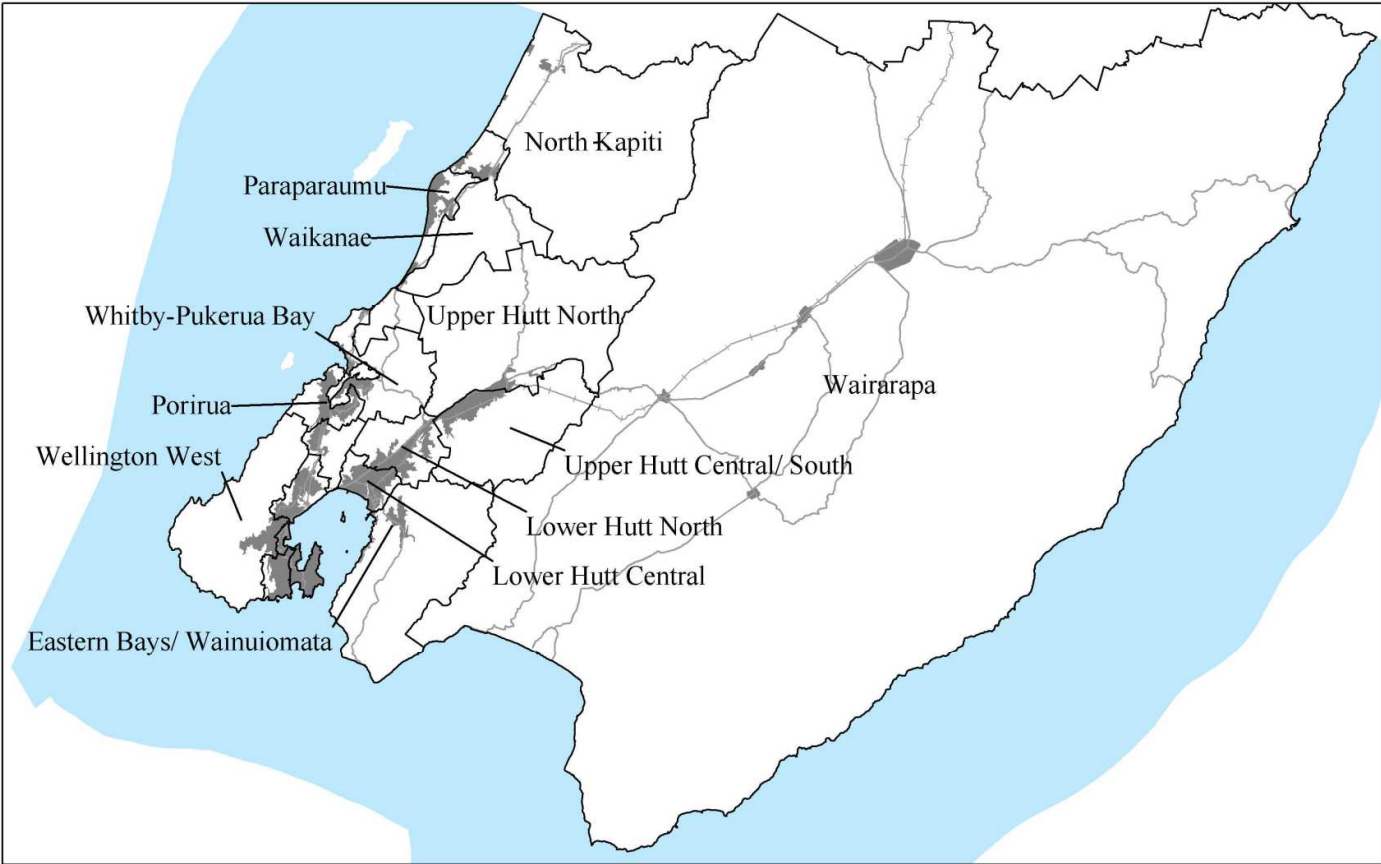 North Kapiti
Paraparaumu
Waikanae
Whitby-Pukerua Bay
Upper Hutt North
Wairarapa
Porirua
Wellington West
Upper Hutt Central/ South
Lower Hutt North
Lower Hutt Central
Eastern Bays/ Wainuiomata